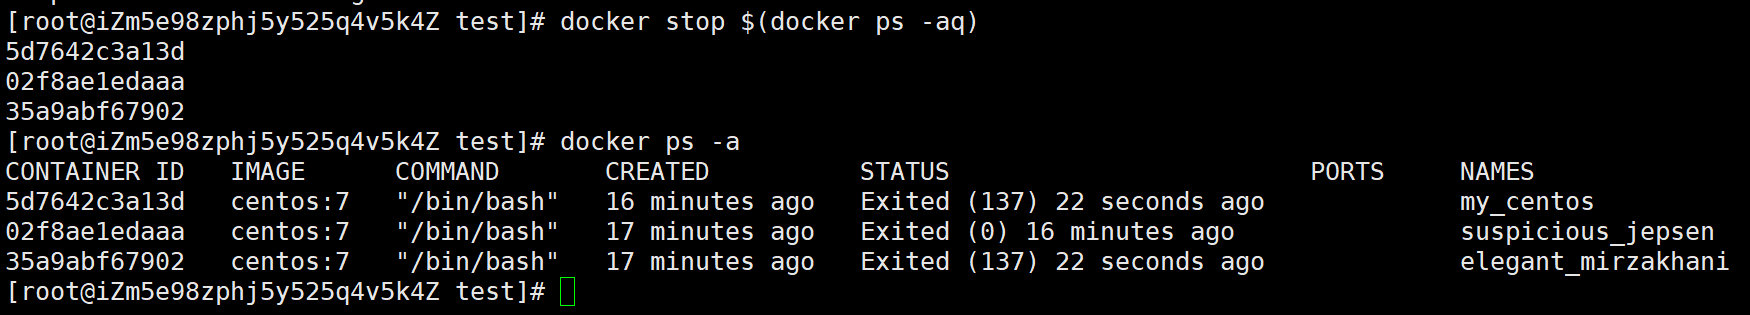 [root@iZm5e98zphj5y525q4v5k4Z test]# docker stop $(docker ps -aq)
5d7642c3a13d
02f8ae1edaaa
35a9abf67902
[root@iZm5e98zphj5y525q4v5k4Z test]# docker ps -a
CONTAINER ID   IMAGE      COMMAND       CREATED          STATUS                        PORTS     NAMES
5d7642c3a13d   centos:7   "/bin/bash"   16 minutes ago   Exited (137) 22 seconds ago             my_centos
02f8ae1edaaa   centos:7   "/bin/bash"   17 minutes ago   Exited (0) 16 minutes ago               suspicious_jepsen
35a9abf67902   centos:7   "/bin/bash"   17 minutes ago   Exited (137) 22 seconds ago             elegant_mirzakhani
[root@iZm5e98zphj5y525q4v5k4Z test]#